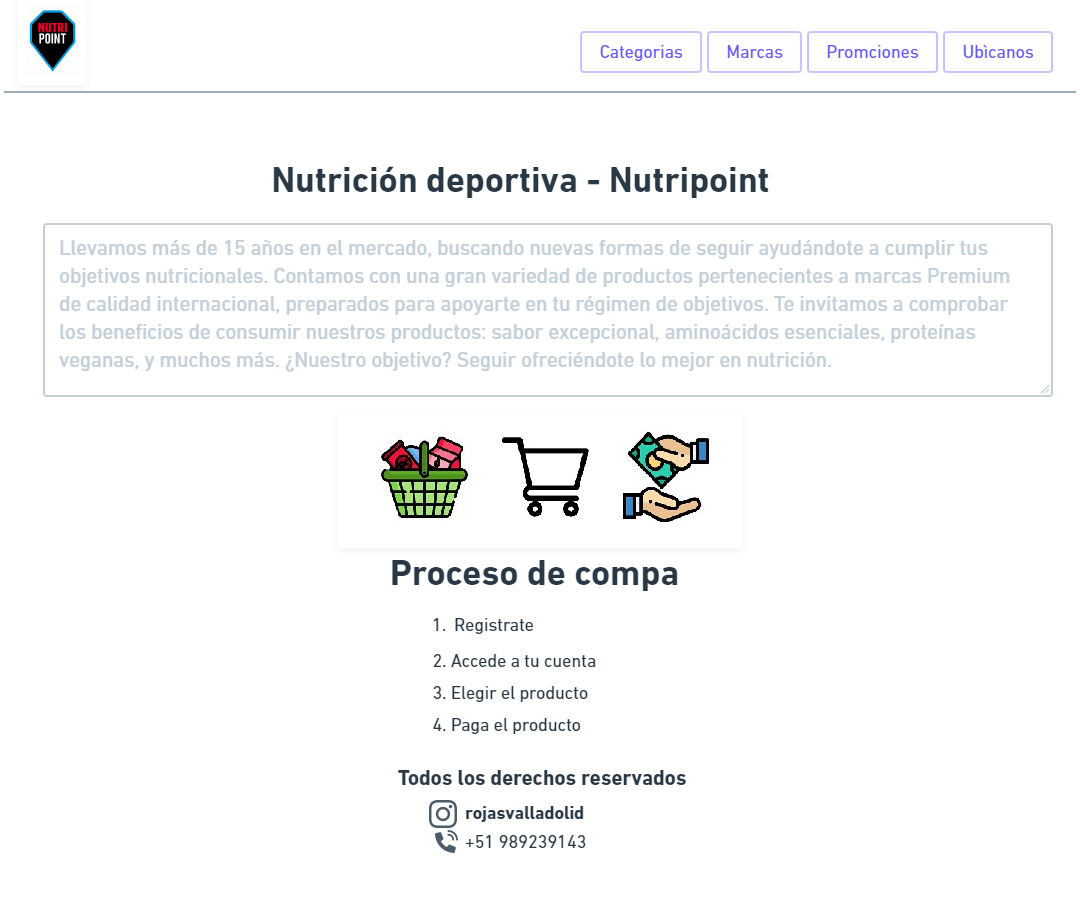 NUTRI
POINT
Categorias
Marcas
Promciones
Ubìcanos
Nutrición deportiva - Nutripoint
Llevamos más de 15 años en el mercado, buscando nuevas formas de seguir ayudándote a cumplir tus
objetivos nutricionales. Contamos con una gran variedad de productos pertenecientes a marcas Premium
de calidad internacional, preparados para apoyarte en tu régimen de objetivos. Te invitamos a comprobar
los beneficios de consumir nuestros productos: sabor excepcional, aminoácidos esenciales, proteínas
veganas, y muchos más. ¿Nuestro objetivo? Seguir ofreciéndote lo mejor en nutrición.
Proceso de compa
1. Registrate
2. Accede a tu cuenta
3. Elegir el producto
4. Paga el producto
Todos los derechos reservados
rojasvalladolid
+51 989239143